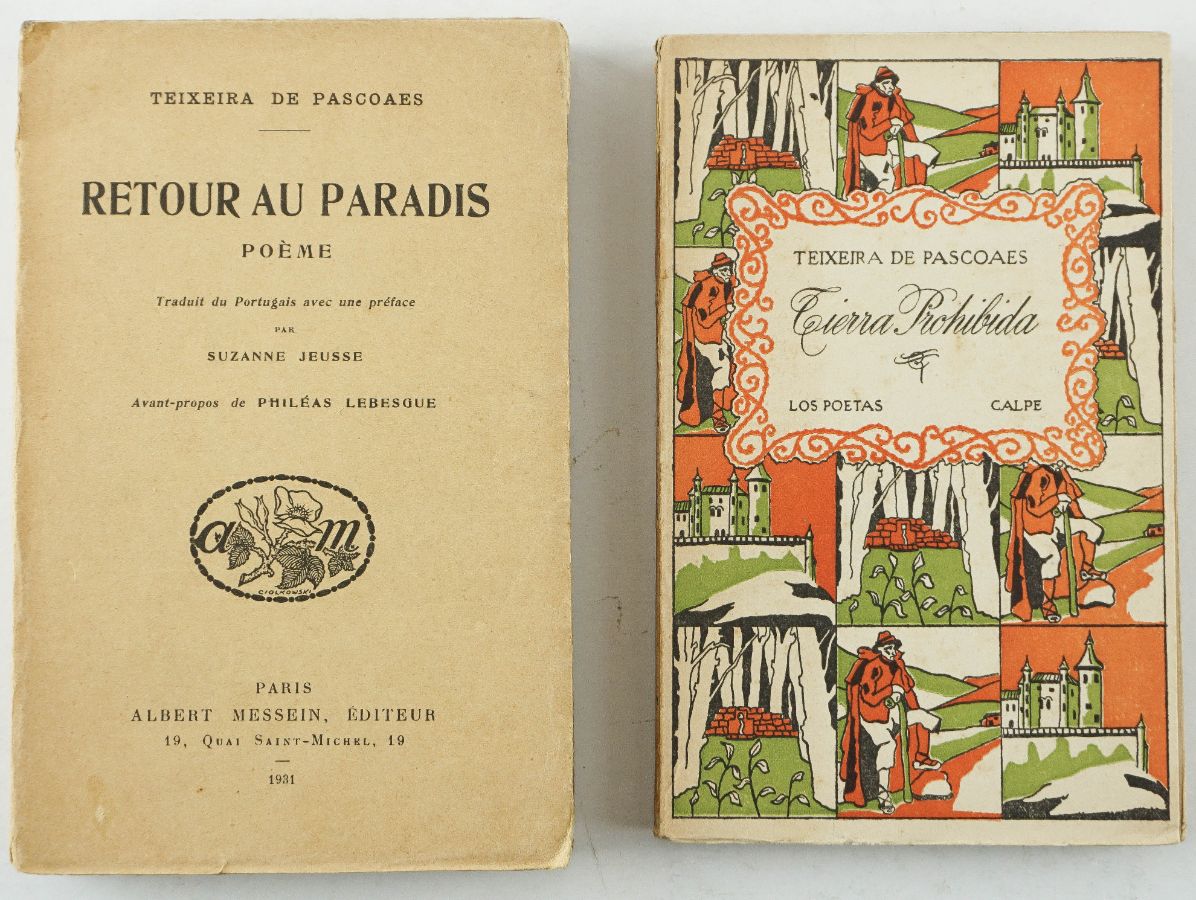 TEIXEIRA DE PASCOAES
RETOUR AU PARADIS
POÈME
Traduit du Portugais avec une préface
PAR
SUZANNE JEUSSE
Avant-propos de PHILÉAS LEBESGUE
a m
CIOLKOWSKI
PARIS
ALBERT MESSEIN, ÉDITEUR
19, QUAI SAINT-MICHEL, 19
1931
TEIXEIRA DE PASCOAES
Tierra Prohibida
LOS POETAS CALPE